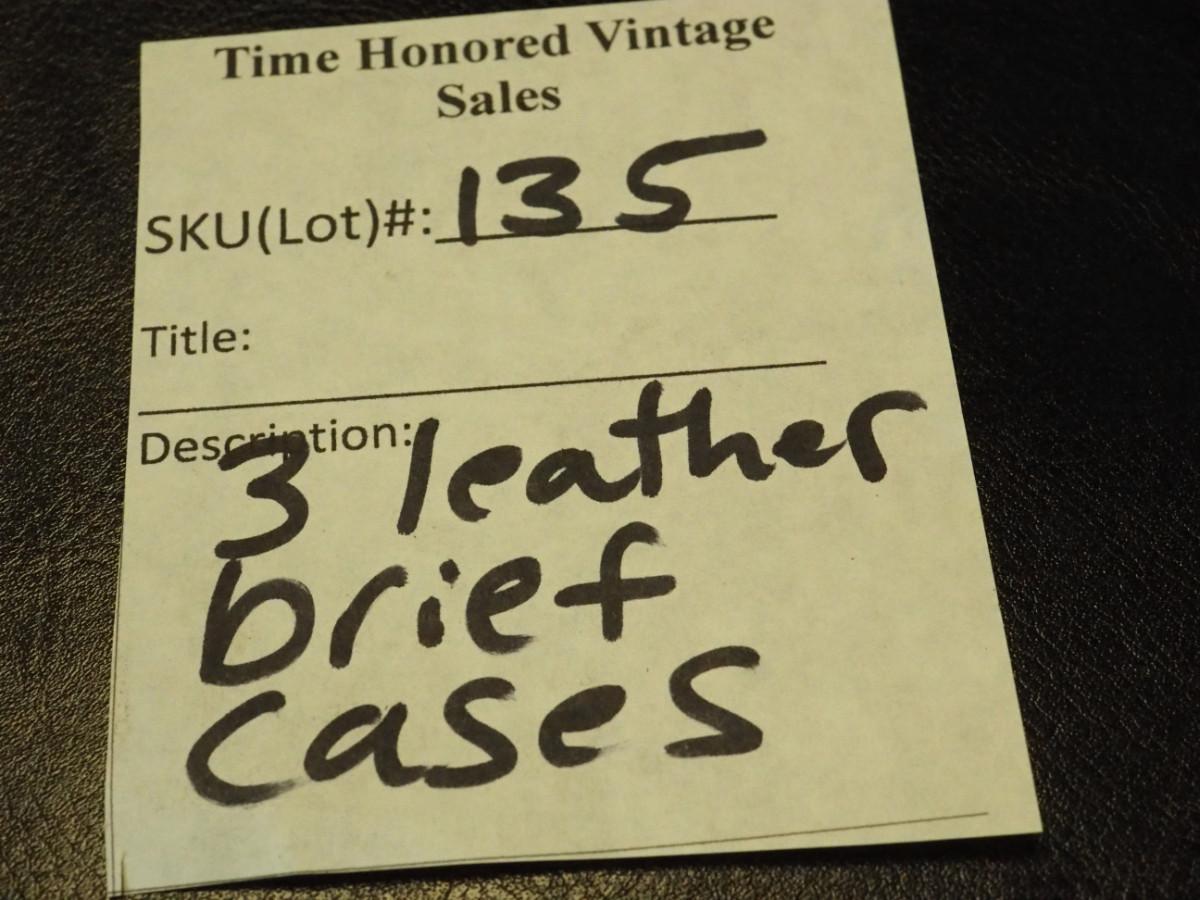 Time Honored Vintage
Sales
SKU(Lot)#: 135
Title:
Description: 3 leather
brief
cases